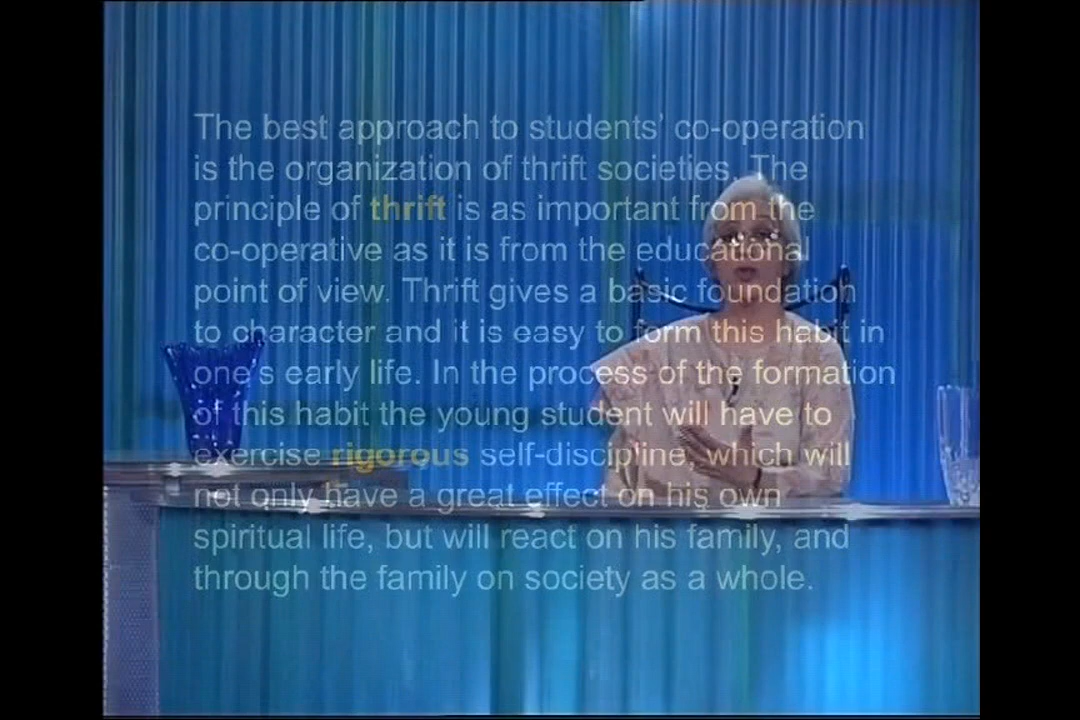 The best approach to students' co-operation
is the organization of thrift societies. The
principle of thrift is as important from the
co-operative as it is from the educational
point of view. Thrift gives a basic foundation
to character and it is easy to form this habit in
one's early life. In the process of the formation
of this habit the young student will have to
exercise rigorous self-discipline, which will
not only have a great effect on his own
spiritual life, but will react on his family, and
through the family on society as a whole.